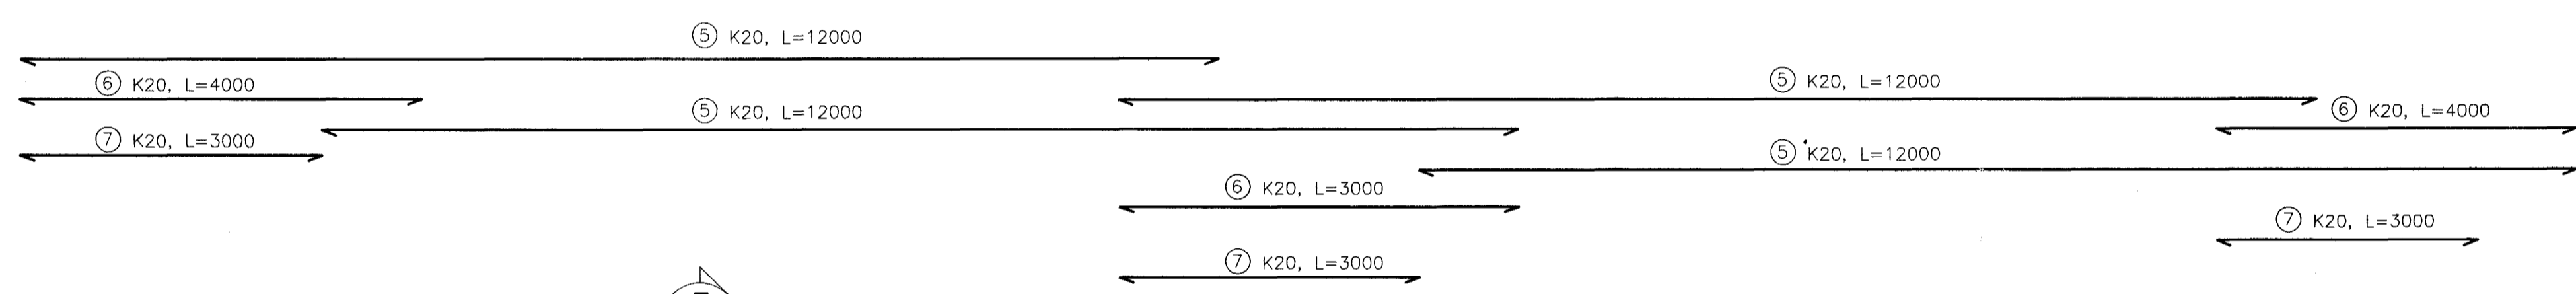 ⑤ K20, L=12000
⑥ K20, L=4000
⑤ K20, L=12000
⑤ K20, L=12000
⑥ K20, L=4000
⑦ K20, L=3000
⑤ K20, L=12000
⑥ K20, L=3000
⑦ K20, L=3000
⑦ K20, L=3000